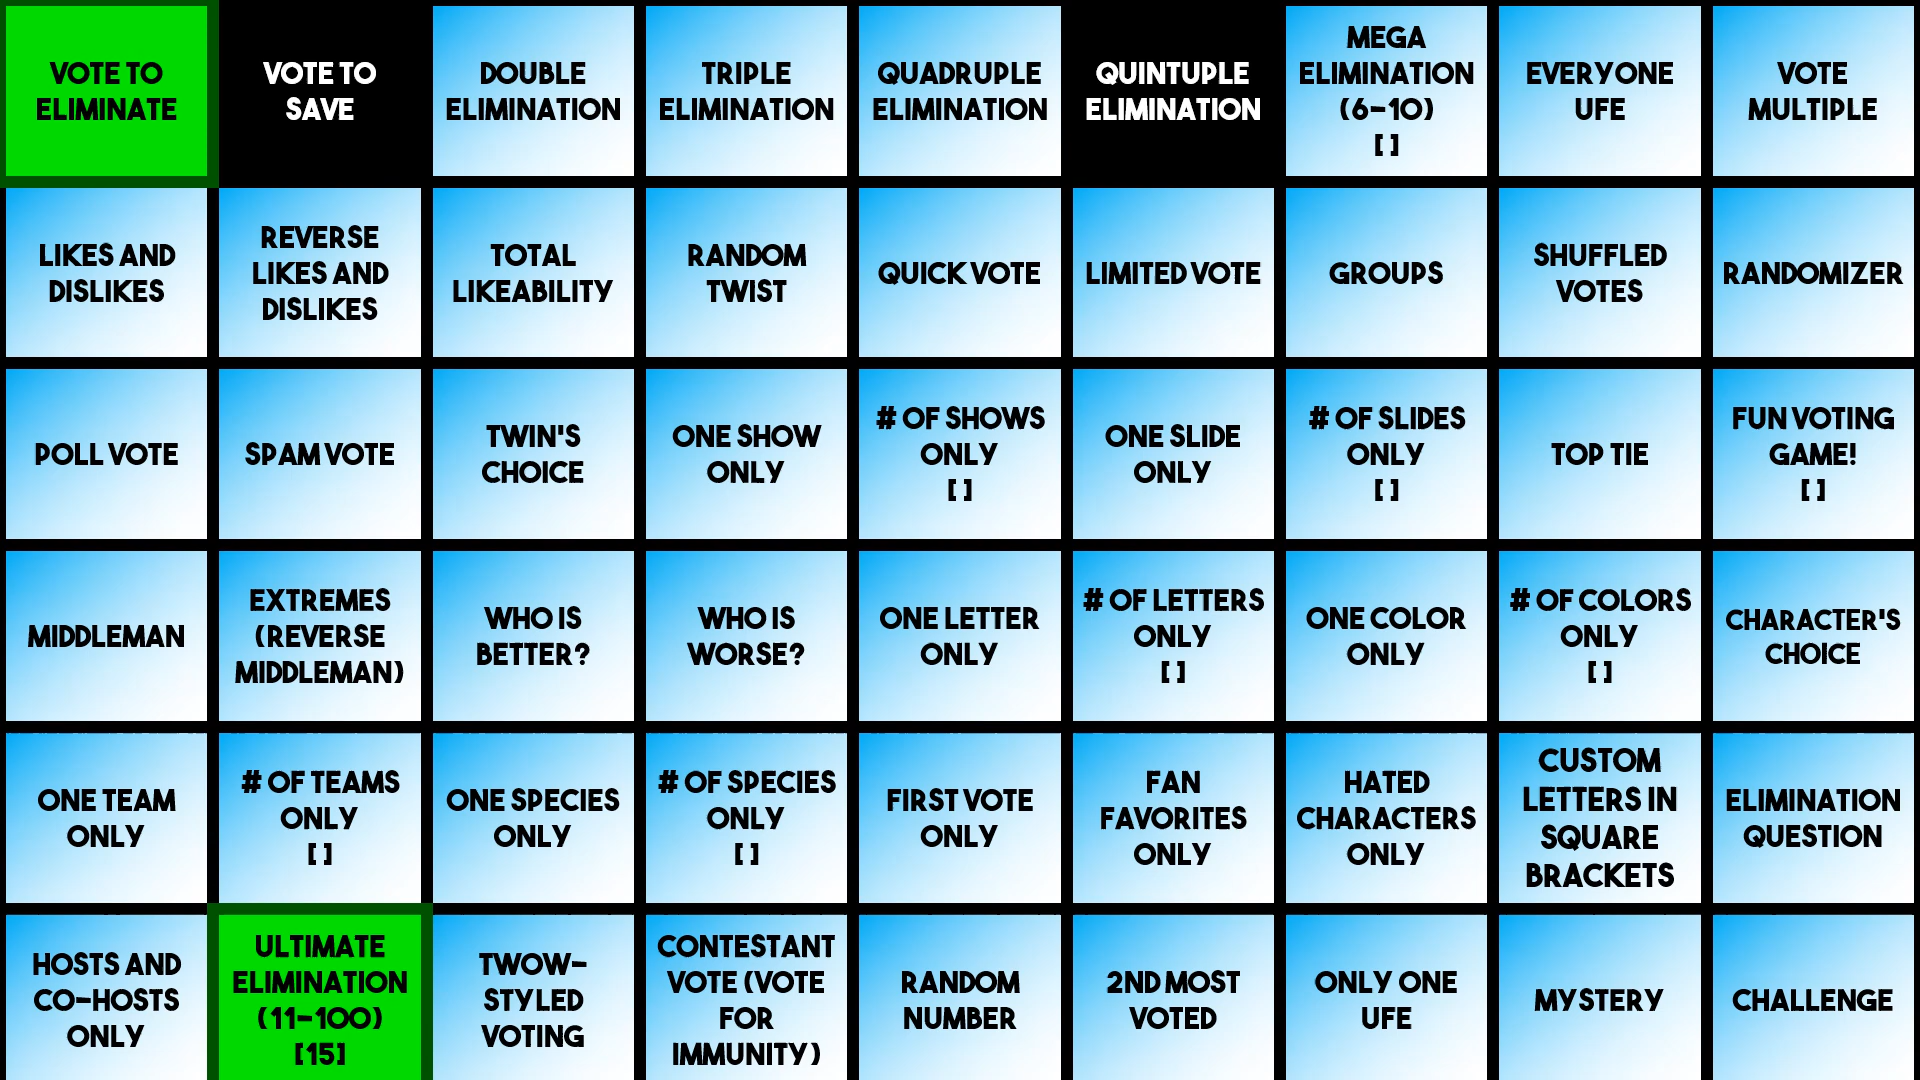 VOTE TO
ELIMINATE
VOTE TO
SAVE
DOUBLE
ELIMINATION
TRIPLE
ELIMINATION
QUADRUPLE
ELIMINATION
QUINTUPLE
ELIMINATION
MEGA
ELIMINATION
(6-10)
[ ]
EVERYONE
UFE
VOTE
MULTIPLE
LIKES AND
DISLIKES
REVERSE
LIKES AND
DISLIKES
TOTAL
LIKEABILITY
RANDOM
TWIST
QUICK VOTE
LIMITED VOTE
GROUPS
SHUFFLED
VOTES
RANDOMIZER
POLL VOTE
SPAM VOTE
TWIN'S
CHOICE
ONE SHOW
ONLY
# OF SHOWS
ONLY
[ ]
ONE SLIDE
ONLY
# OF SLIDES
ONLY
[ ]
TOP TIE
FUN VOTING
GAME!
[ ]
MIDDLEMAN
EXTREMES
(REVERSE
MIDDLEMAN)
WHO IS
BETTER?
WHO IS
WORSE?
ONE LETTER
ONLY
# OF LETTERS
ONLY
[ ]
ONE COLOR
ONLY
# OF COLORS
ONLY
[ ]
CHARACTER'S
CHOICE
ONE TEAM
ONLY
# OF TEAMS
ONLY
[ ]
ONE SPECIES
ONLY
# OF SPECIES
ONLY
[ ]
FIRST VOTE
ONLY
FAN
FAVORITES
ONLY
HATED
CHARACTERS
ONLY
CUSTOM
LETTERS IN
SQUARE
BRACKETS
ELIMINATION
QUESTION
HOSTS AND
CO-HOSTS
ONLY
ULTIMATE
ELIMINATION
(11-100)
[15]
TWOW-
STYLED
VOTING
CONTESTANT
VOTE (VOTE
FOR
IMMUNITY)
RANDOM
NUMBER
2ND MOST
VOTED
ONLY ONE
UFE
MYSTERY
CHALLENGE